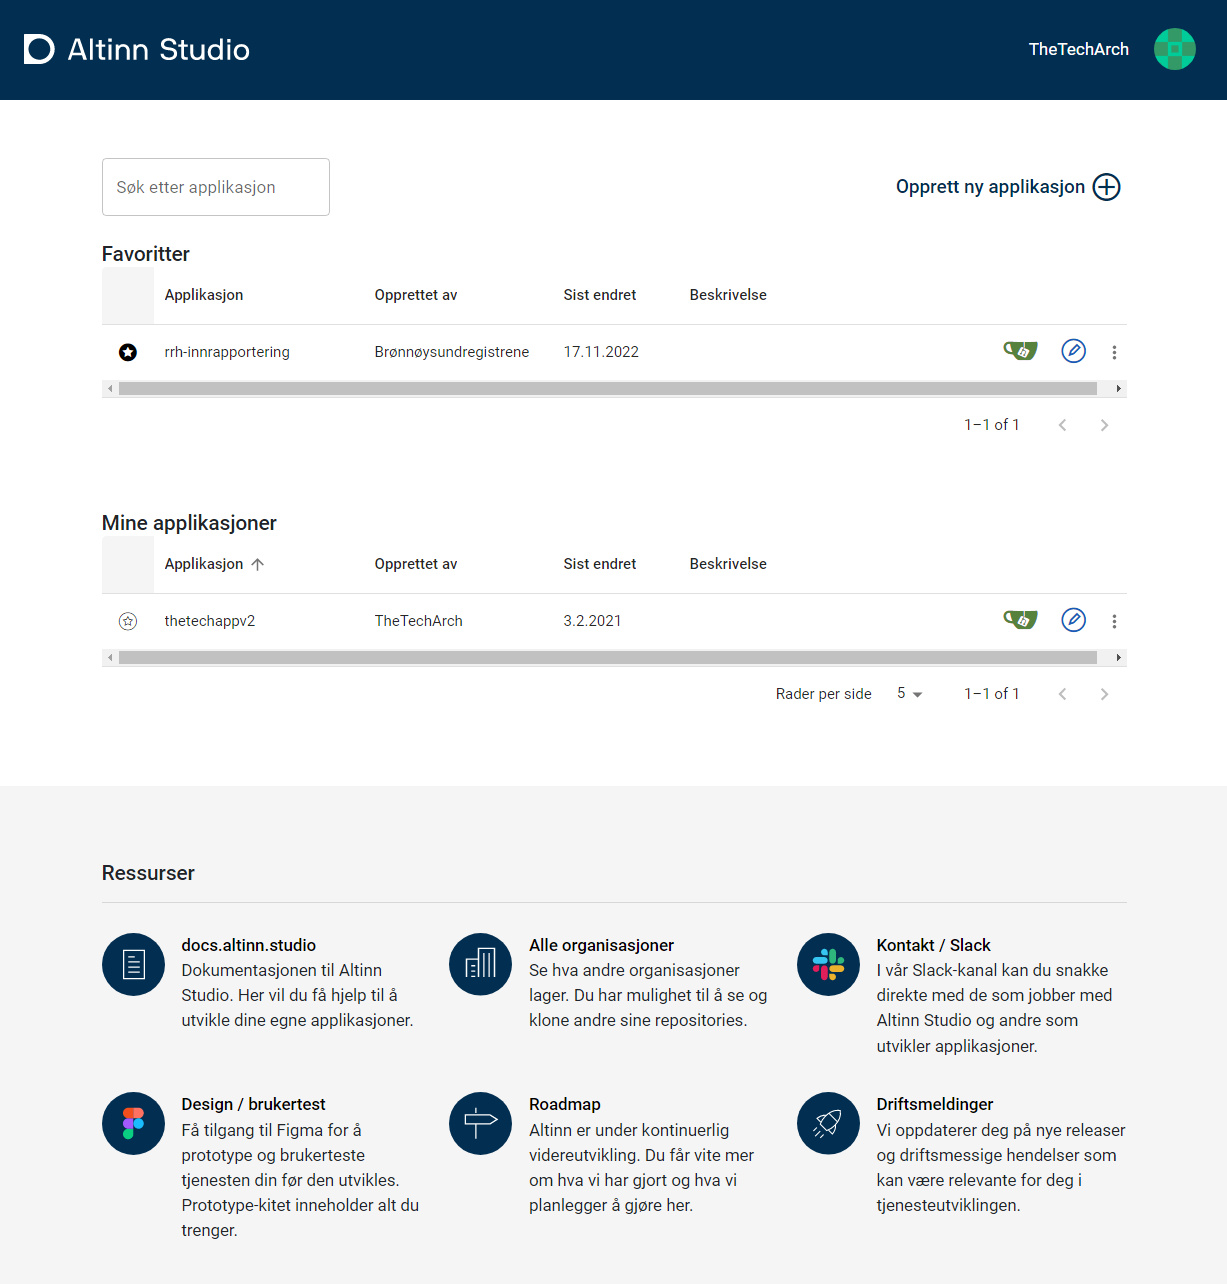 Altinn Studio
TheTechArch
Søk etter applikasjon
Opprett ny applikasjon
Favoritter
Applikasjon Opprettet av Sist endret Beskrivelse
rrh-innrapportering Brønnøysundregistrene 17.11.2022
1–1 of 1
Mine applikasjoner
Applikasjon Opprettet av Sist endret Beskrivelse
thetechappv2 TheTechArch 3.2.2021
Rader per side 5 1–1 of 1
Ressurser
docs.altinn.studio
Dokumentasjonen til Altinn
Studio. Her vil du få hjelp til å
utvikle dine egne applikasjoner.
Alle organisasjoner
Se hva andre organisasjoner
lager. Du har mulighet til å se og
klone andre sine repositories.
Kontakt / Slack
I vår Slack-kanal kan du snakke
direkte med de som jobber med
Altinn Studio og andre som
utvikler applikasjoner.
Design / brukertest
Få tilgang til Figma for å
prototype og brukerteste
tjenesten din før den utvikles.
Prototype-kitet inneholder alt du
trenger.
Roadmap
Altinn er under kontinuerlig
videreutvikling. Du får vite mer
om hva vi har gjort og hva vi
planlegger å gjøre her.
Driftsmeldinger
Vi oppdaterer deg på nye releaser
og driftsmessige hendelser som
kan være relevante for deg i
tjenesteutviklingen.